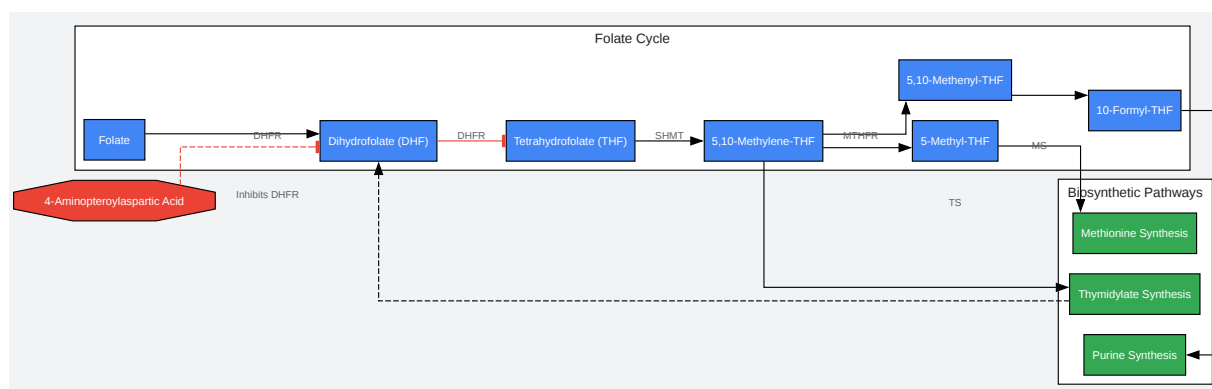 Folate Cycle
5,10-Methenyl-THF
10-Formyl-THF
Folate
DHFR
Dihydrofolate (DHF)
DHFR
Tetrahydrofolate (THF)
SHMT
5,10-Methylene-THF
MTHFR
5-Methyl-THF
MS
4-Aminopteroylaspartic Acid
Inhibits DHFR
TS
Biosynthetic Pathways
Methionine Synthesis
Thymidylate Synthesis
Purine Synthesis